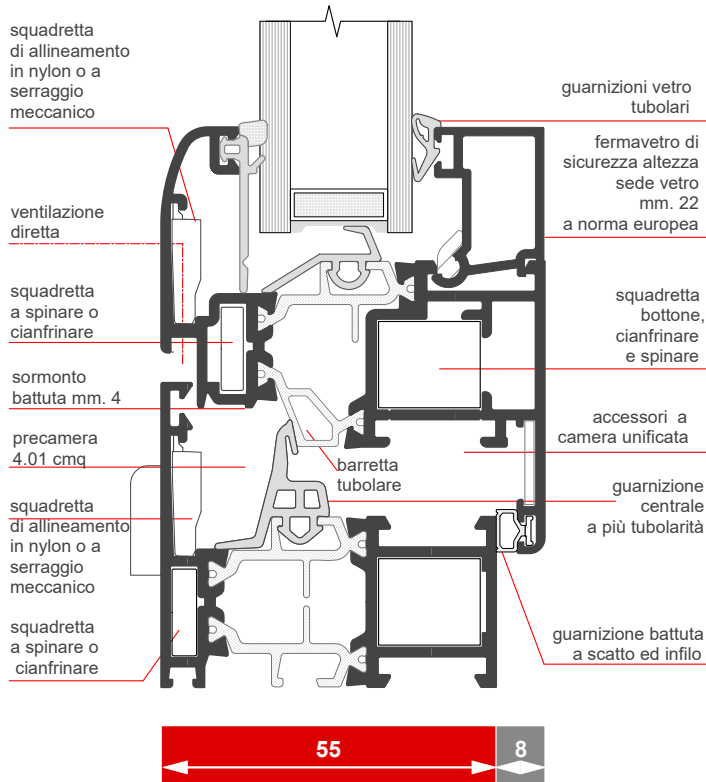 squadretta
di allineamento
in nylon o a
serraggio
meccanico
ventilazione
diretta
squadretta
a spinare o
cianfrinare
sormonto
battuta mm. 4
precamera
4.01 cmq
squadretta
di allineamento
in nylon o a
serraggio
meccanico
squadretta
a spinare o
cianfrinare
barretta
tubolare
guarnizioni vetro
tubolari
fermavetro di
sicurezza altezza
sede vetro
mm. 22
a norma europea
squadretta
bottone,
cianfrinare
e spinare
accessori a
camera unificata
guarnizione
centrale
a più tubolarità
guarnizione battuta
a scatto ed infilo
55
8